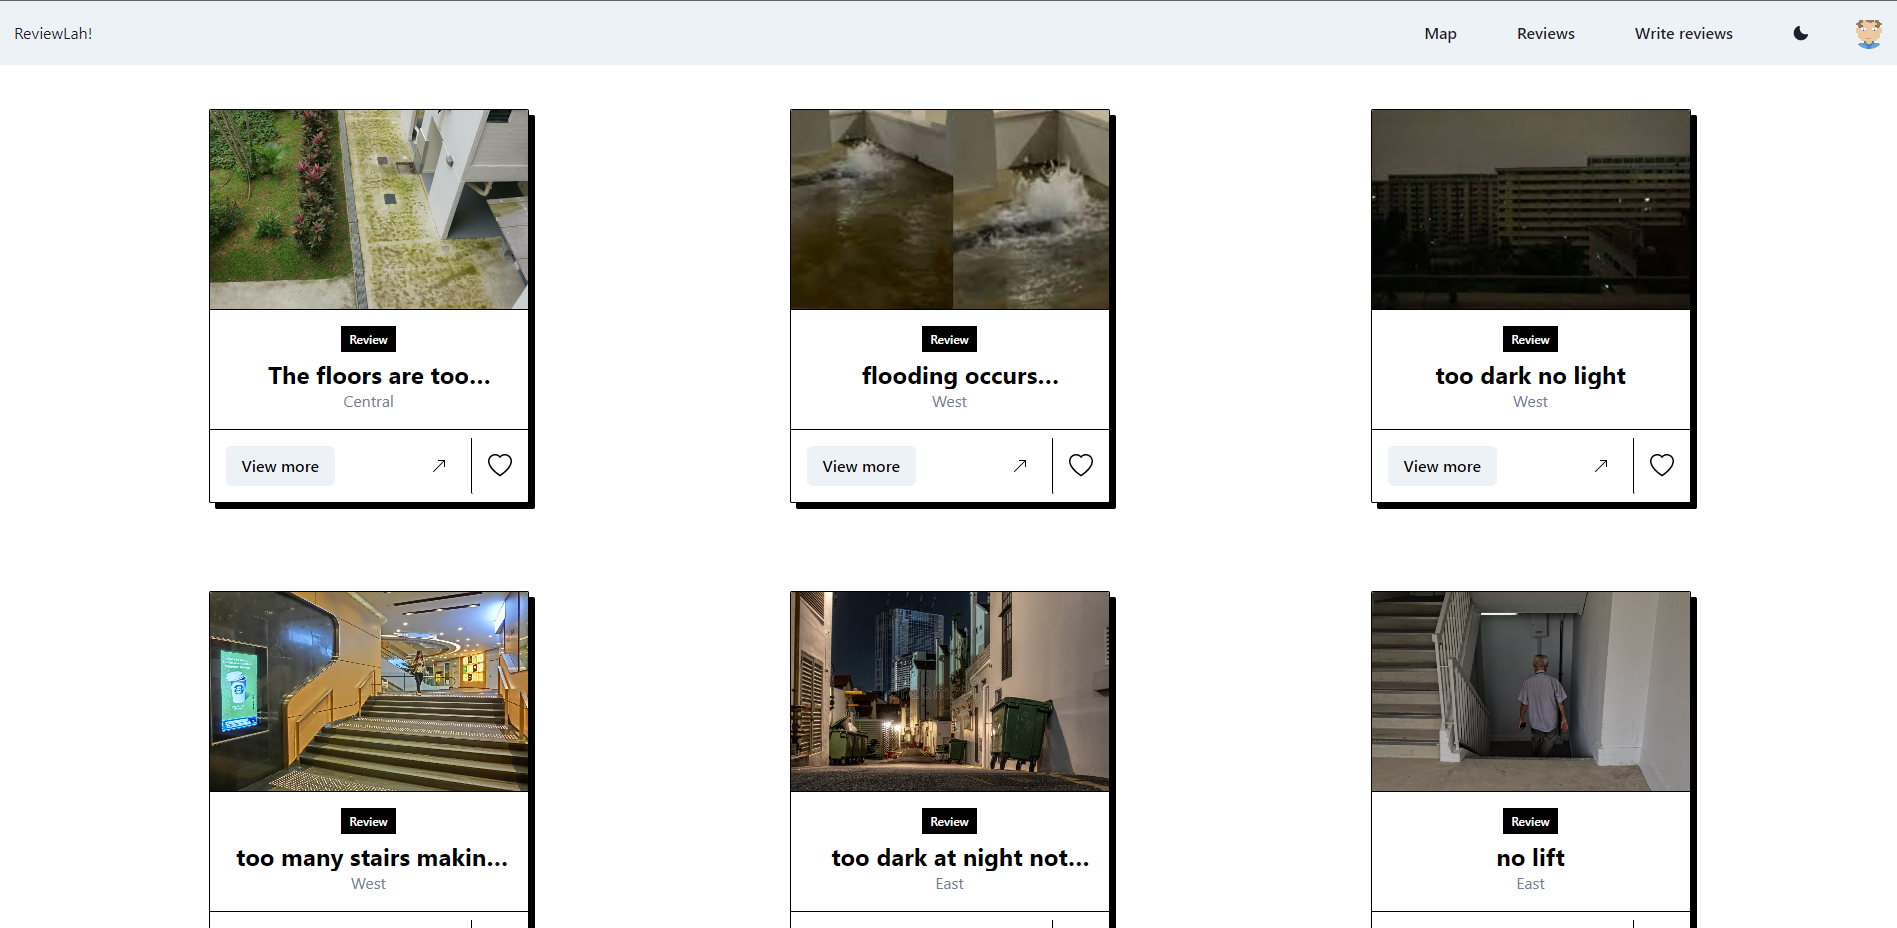 ReviewLah!
Map
Reviews
Write reviews
Review
The floors are too...
Central
View more
Review
flooding occurs...
West
View more
Review
too dark no light
West
View more
Review
too many stairs makin...
West
Review
too dark at night not...
East
Review
no lift
East